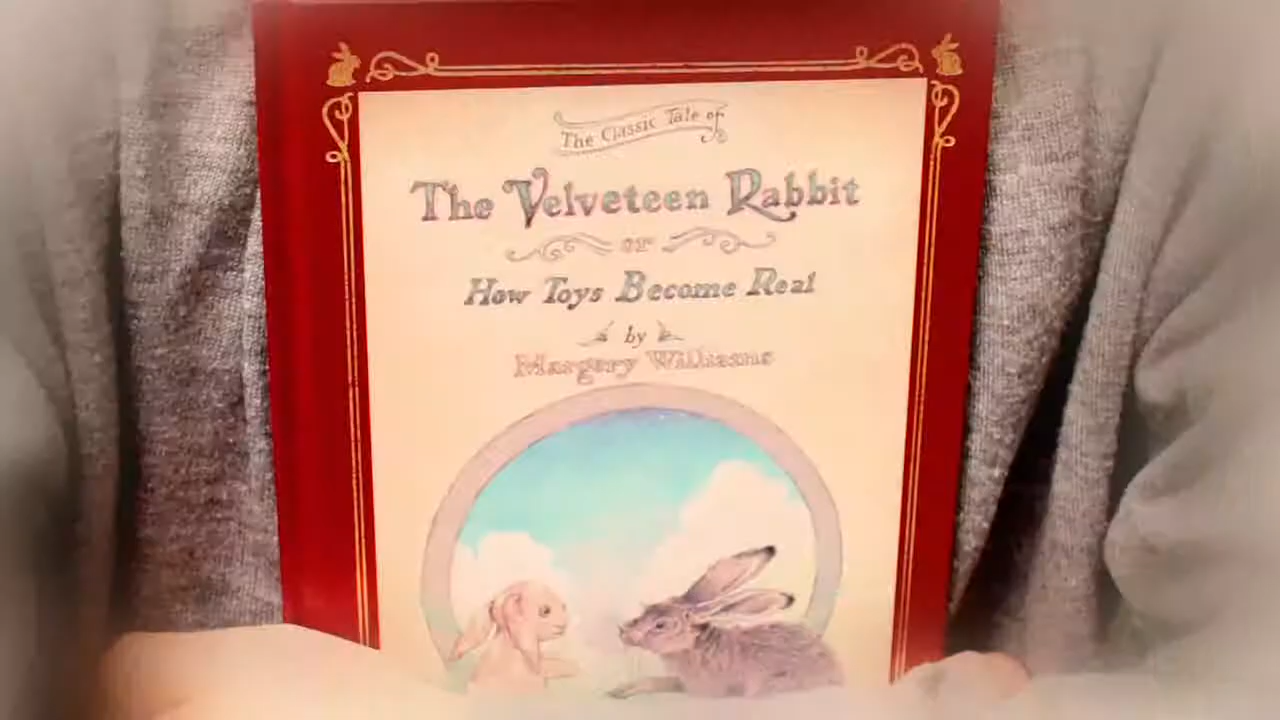 The Classic Tale of
The Velveteen Rabbit
or
How Toys Become Real
by
Margery Williams